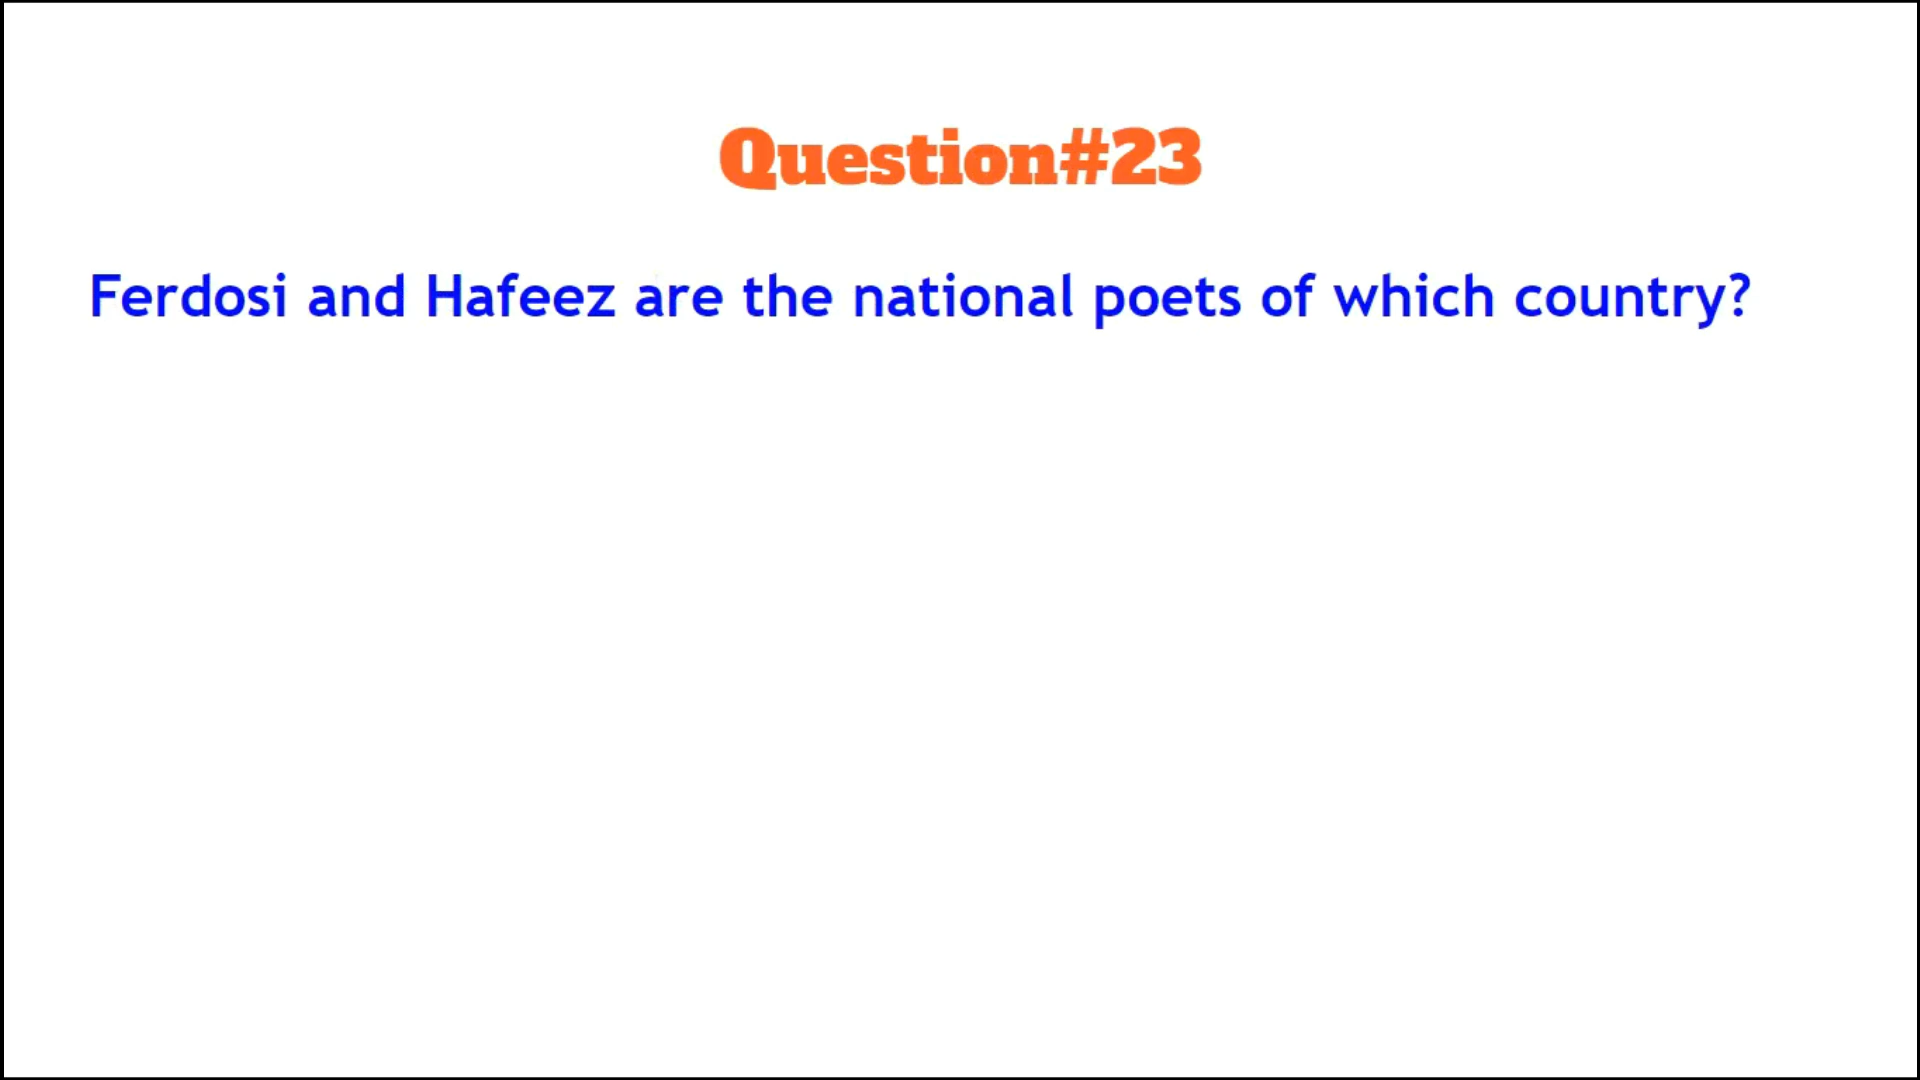 Question#23
Ferdosi and Hafeez are the national poets of which country?